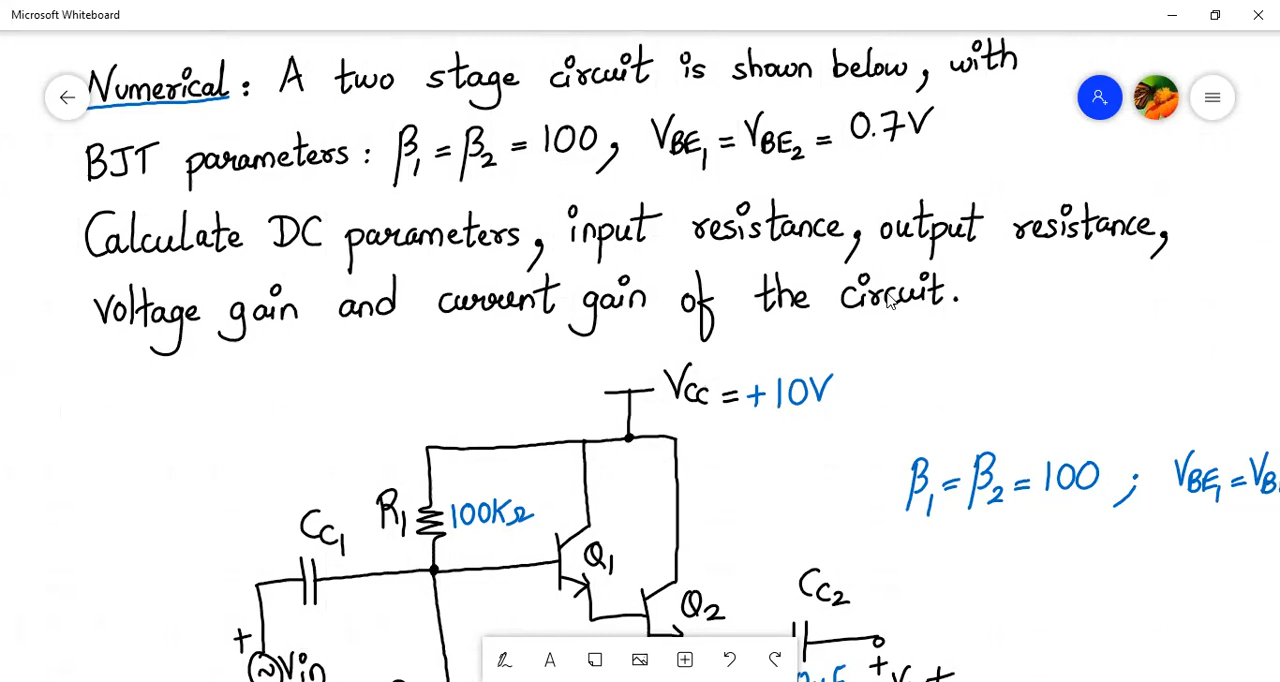 Microsoft Whiteboard
Numerical: A two stage circuit is shown below, with
BJT parameters: β₁ = β₂ = 100, VBE₁ = VBE₂ = 0.7V
Calculate DC parameters, input resistance, output resistance,
voltage gain and current gain of the circuit.
VCC = +10V
β₁ = β₂ = 100 ; VBE₁ = VB
R₁ 100KΩ
CC₁
Q₁
CC2
Q2
+
Vin
+
A